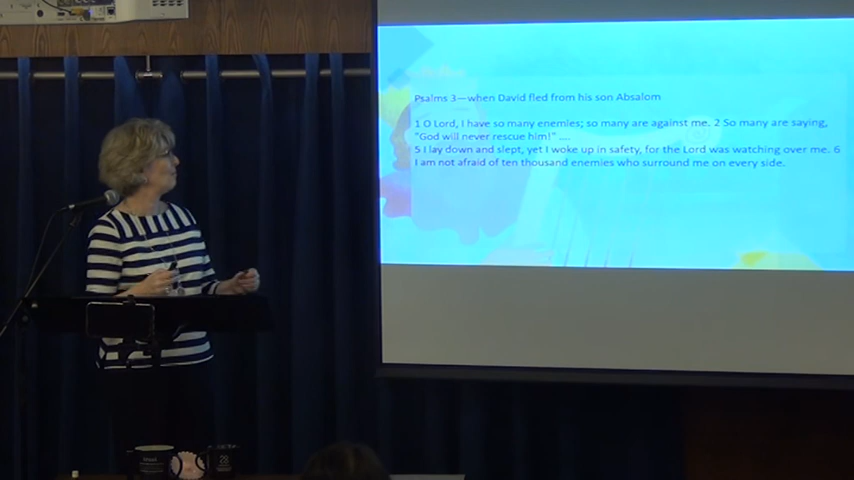 Psalms 3—when David fled from his son Absalom
1 O Lord, I have so many enemies; so many are against me. 2 So many are saying,
"God will never rescue him!" ....
5 I lay down and slept, yet I woke up in safety, for the Lord was watching over me. 6
I am not afraid of ten thousand enemies who surround me on every side.